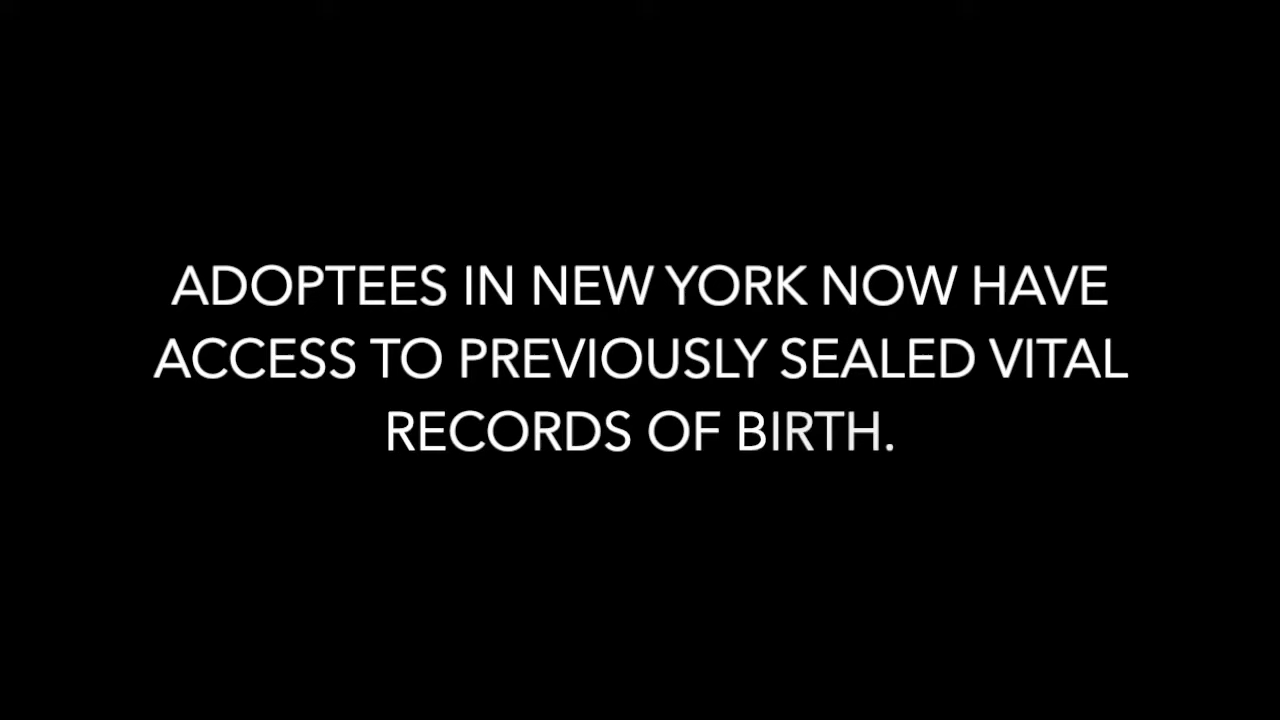 ADOPTEES IN NEW YORK NOW HAVE
ACCESS TO PREVIOUSLY SEALED VITAL
RECORDS OF BIRTH.